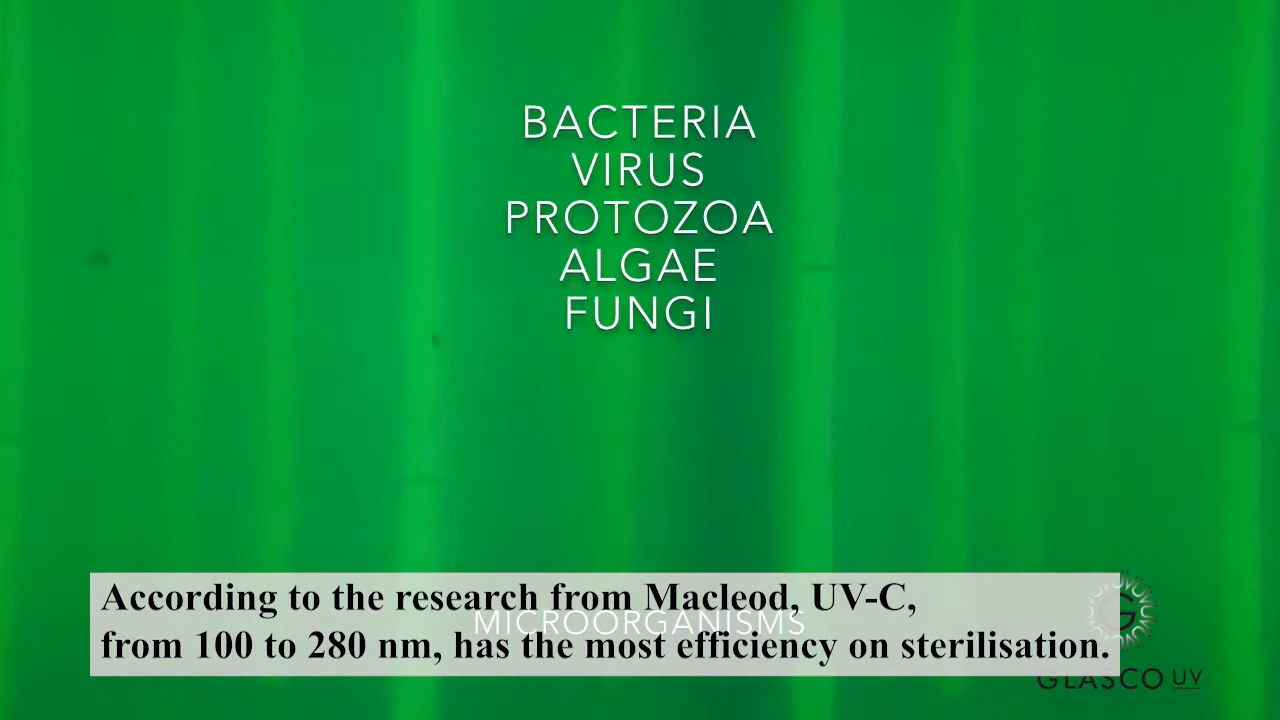 BACTERIA
VIRUS
PROTOZOA
ALGAE
FUNGI
According to the research from Macleod, UV-C,
MICROORGANISMS
from 100 to 280 nm, has the most efficiency on sterilisation.
G
GLASCO UV